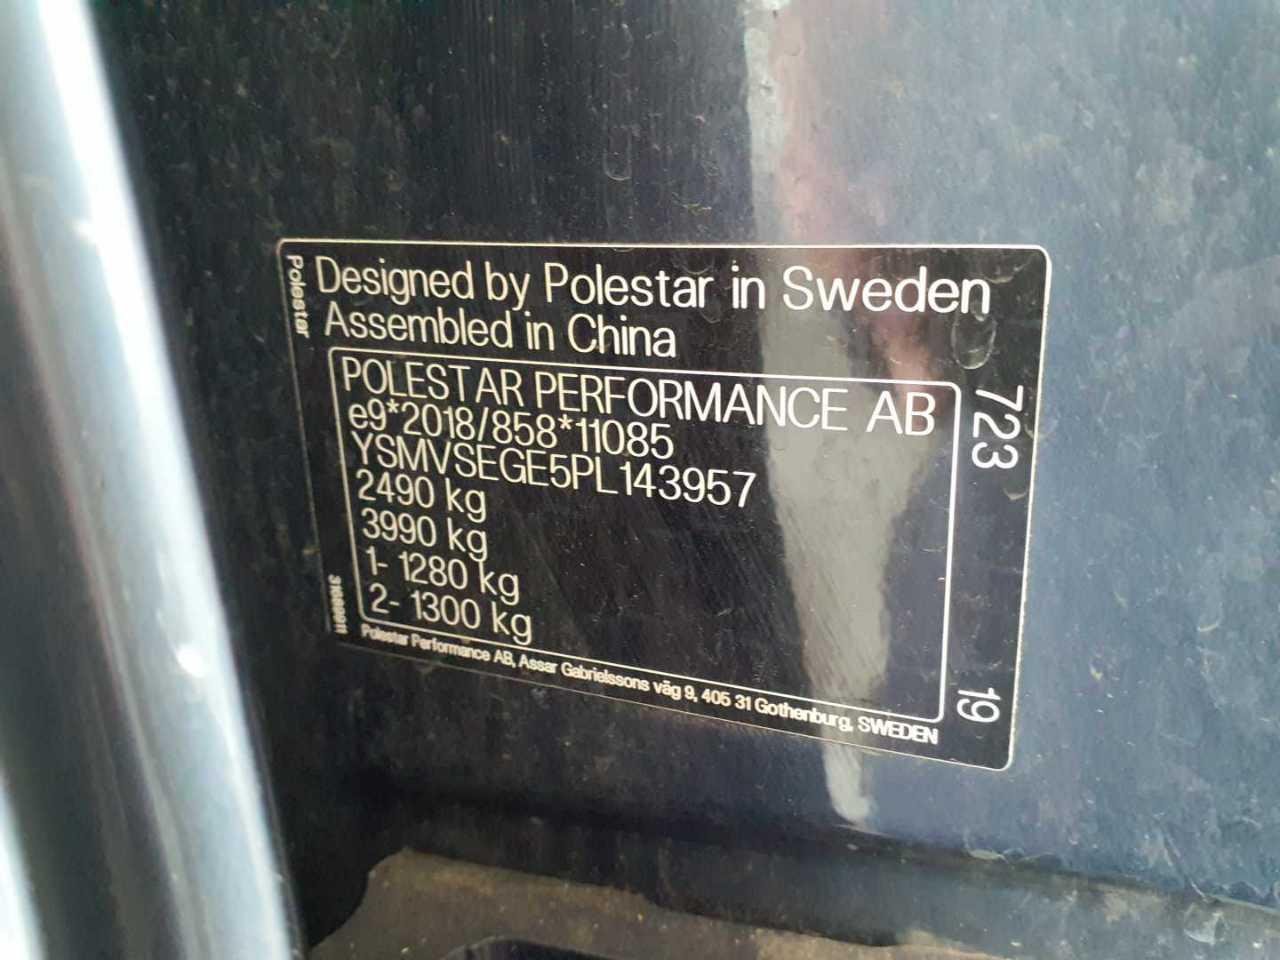 Polestar
Designed by Polestar in Sweden
Assembled in China
POLESTAR PERFORMANCE AB
e9*2018/858*11085
YSMVSEGE5PL143957
2490 kg
3990 kg
1- 1280 kg
2- 1300 kg
Polestar Performance AB, Assar Gabrielssons väg 9, 405 31 Gothenburg, SWEDEN
723
19